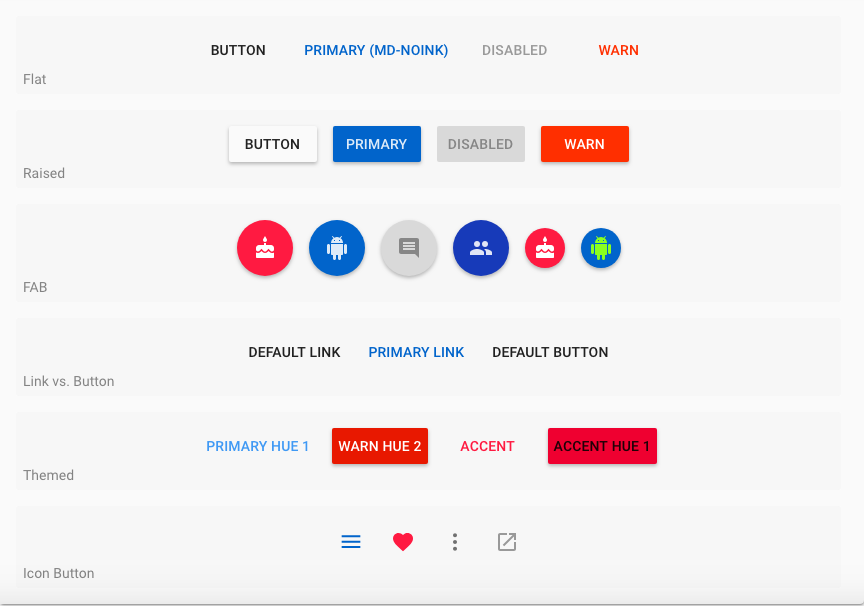 BUTTON PRIMARY (MD-NOINK) DISABLED WARN
Flat
BUTTON PRIMARY DISABLED WARN
Raised
FAB
DEFAULT LINK PRIMARY LINK DEFAULT BUTTON
Link vs. Button
PRIMARY HUE 1 WARN HUE 2 ACCENT ACCENT HUE 1
Themed
Icon Button